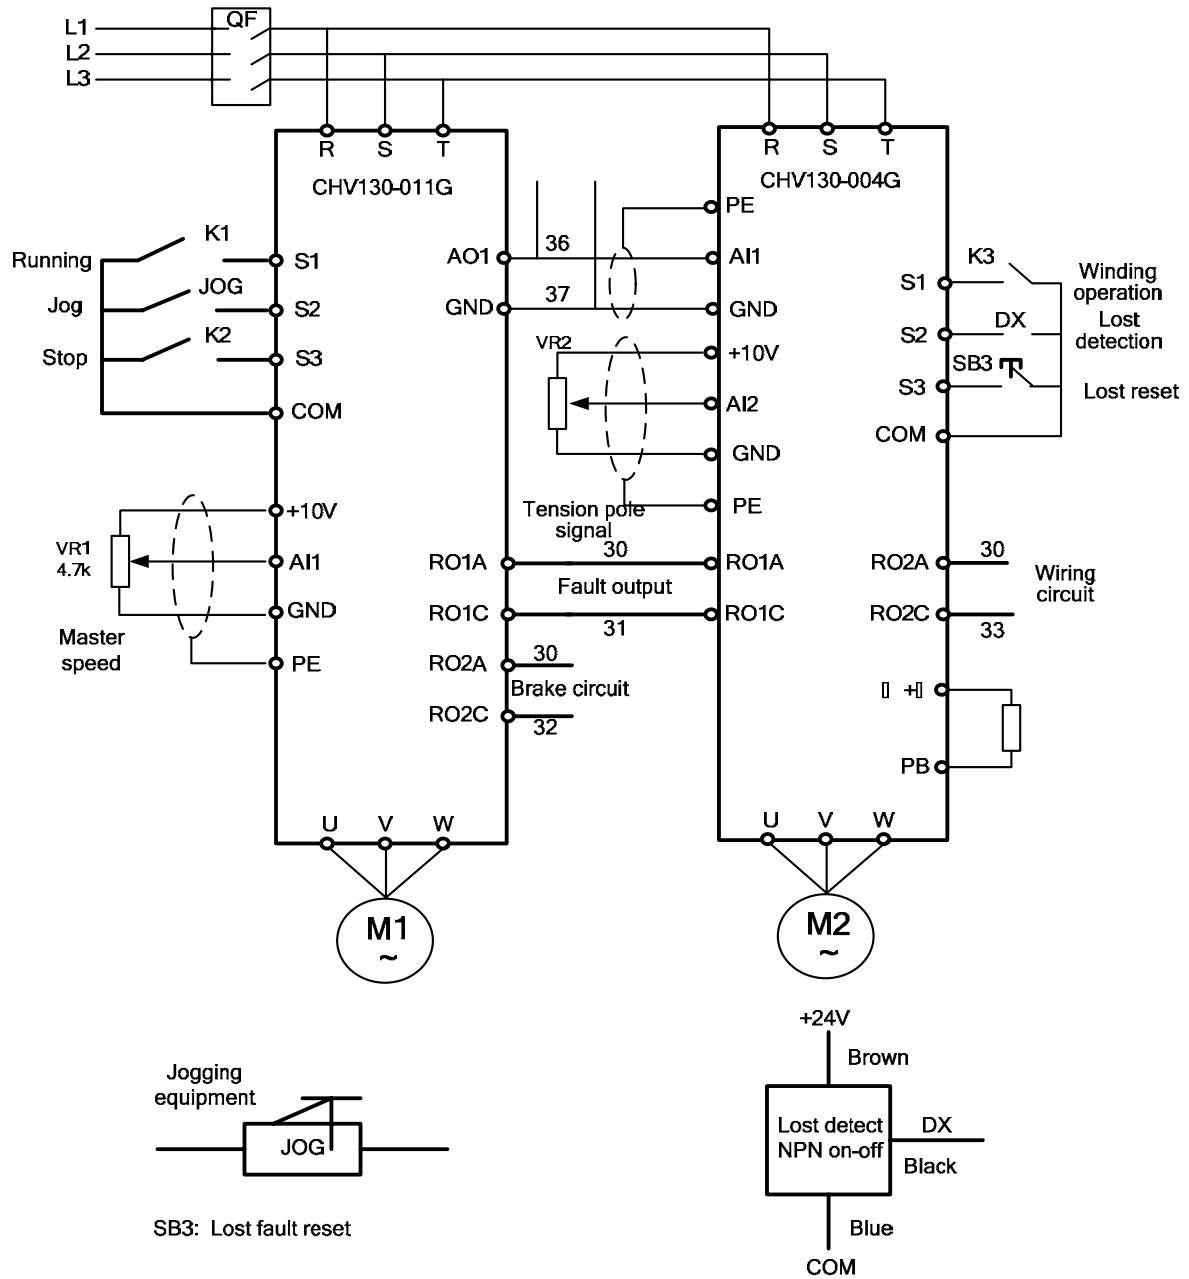 L1
L2
L3
QF
R
S
T
CHV130-011G
R
S
T
CHV130-004G
Running
K1
S1
Jog
JOG
S2
Stop
K2
S3
COM
+10V
VR1
4.7k
AI1
GND
Master
speed
PE
AO1
36
GND
37
VR2
Tension pole
signal
RO1A
30
Fault output
RO1C
31
RO2A
30
Brake circuit
RO2C
32
PE
AI1
GND
+10V
AI2
GND
PE
RO1A
RO1C
S1
K3
Winding
operation
S2
DX
Lost
detection
S3
SB3
Lost reset
COM
RO2A
30
Wiring
circuit
RO2C
33
+
PB
U
V
W
M1
~
U
V
W
M2
~
Jogging
equipment
JOG
SB3: Lost fault reset
+24V
Brown
Lost detect
NPN on-off
DX
Black
Blue
COM